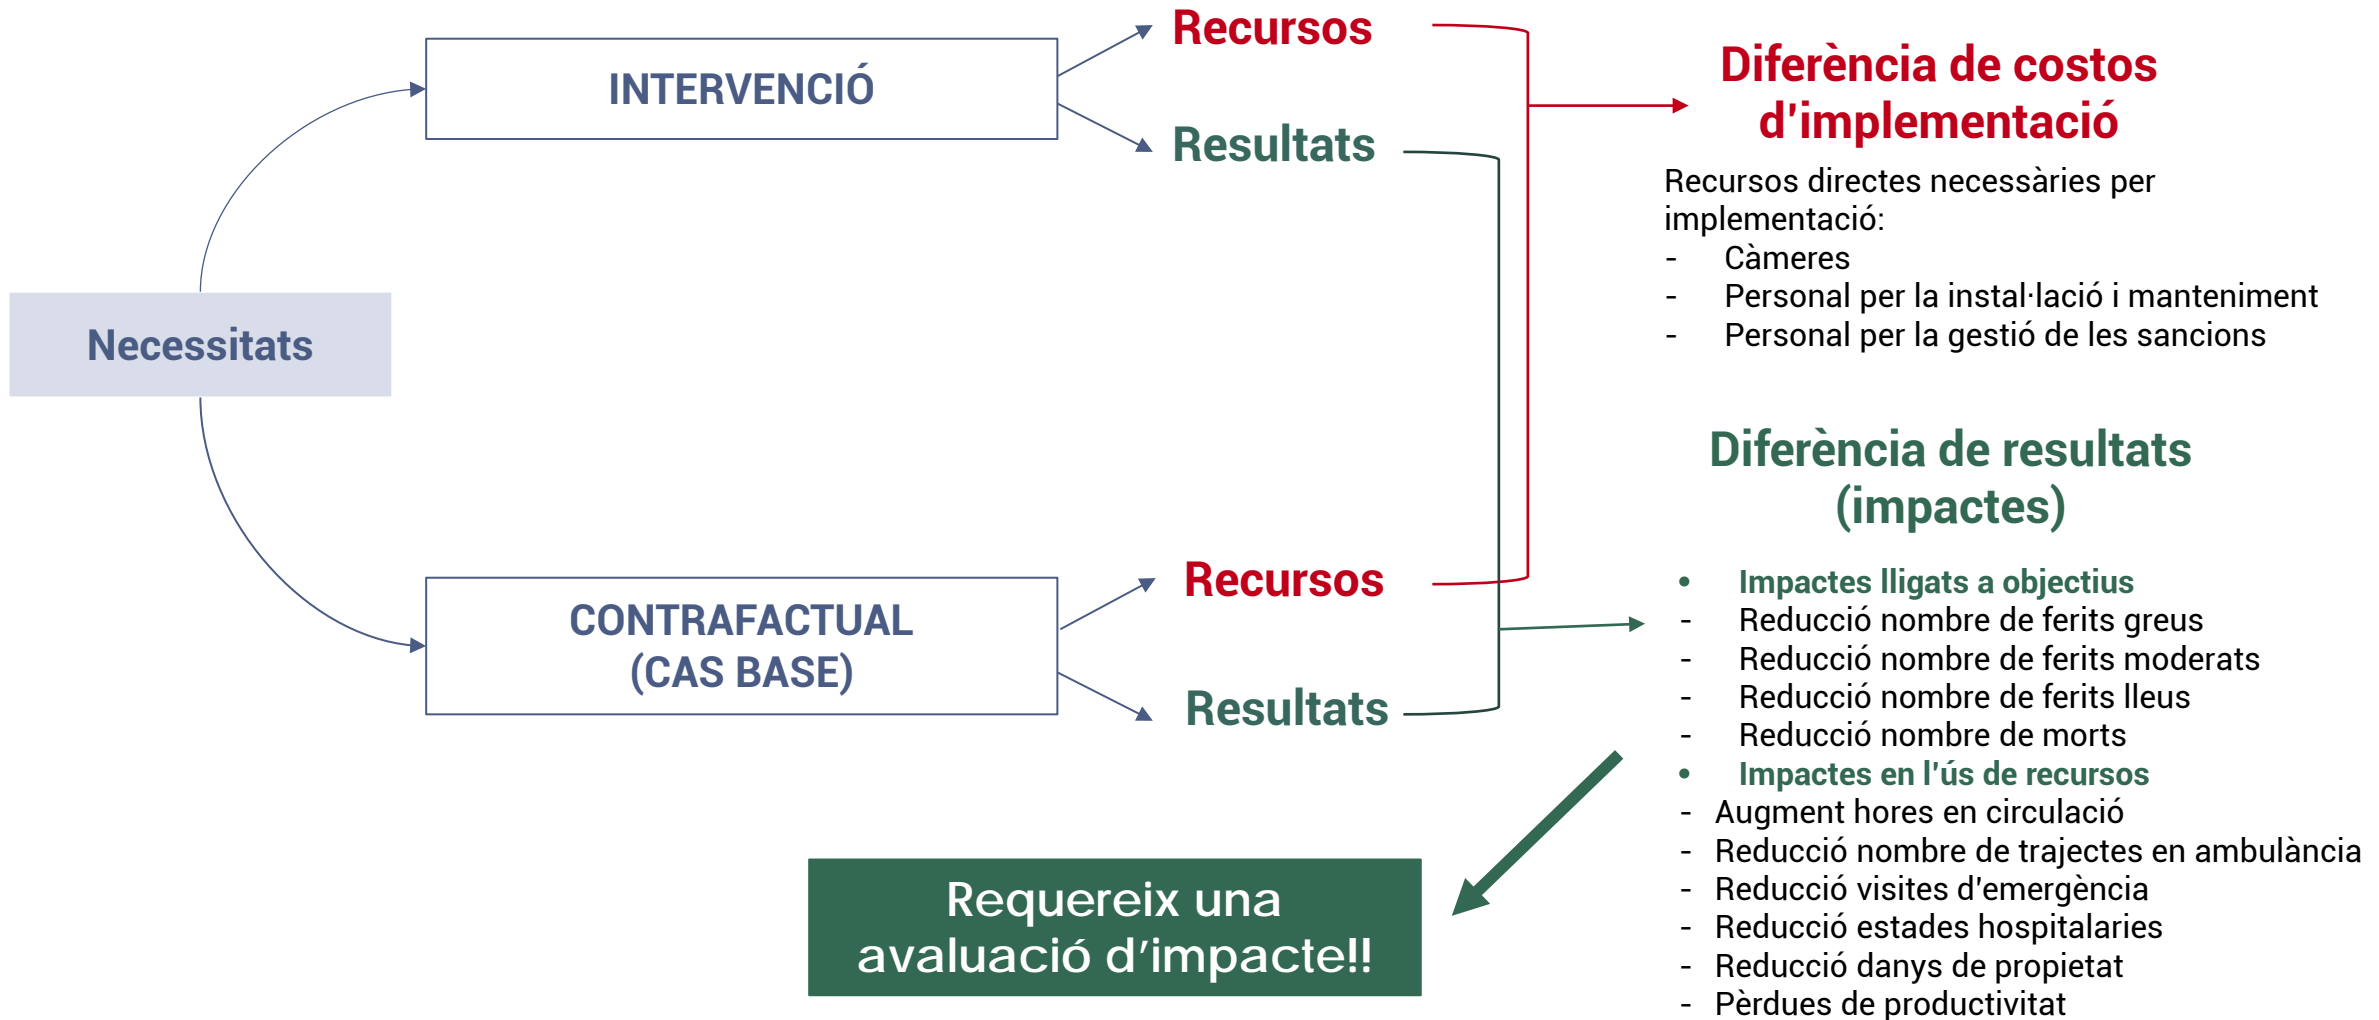 Necessitats
INTERVENCIÓ
Recursos
Resultats
CONTRAFACTUAL
(CAS BASE)
Recursos
Resultats
Diferència de costos
d'implementació
Recursos directes necessàries per
implementació:
- Càmeres
- Personal per la instal·lació i manteniment
- Personal per la gestió de les sancions
Diferència de resultats
(impactes)
• Impactes lligats a objectius
- Reducció nombre de ferits greus
- Reducció nombre de ferits moderats
- Reducció nombre de ferits lleus
- Reducció nombre de morts
• Impactes en l'ús de recursos
- Augment hores en circulació
- Reducció nombre de trajectes en ambulància
- Reducció visites d'emergència
- Reducció estades hospitalaries
- Reducció danys de propietat
- Pèrdues de productivitat
Requereix una
avaluació d'impacte!!